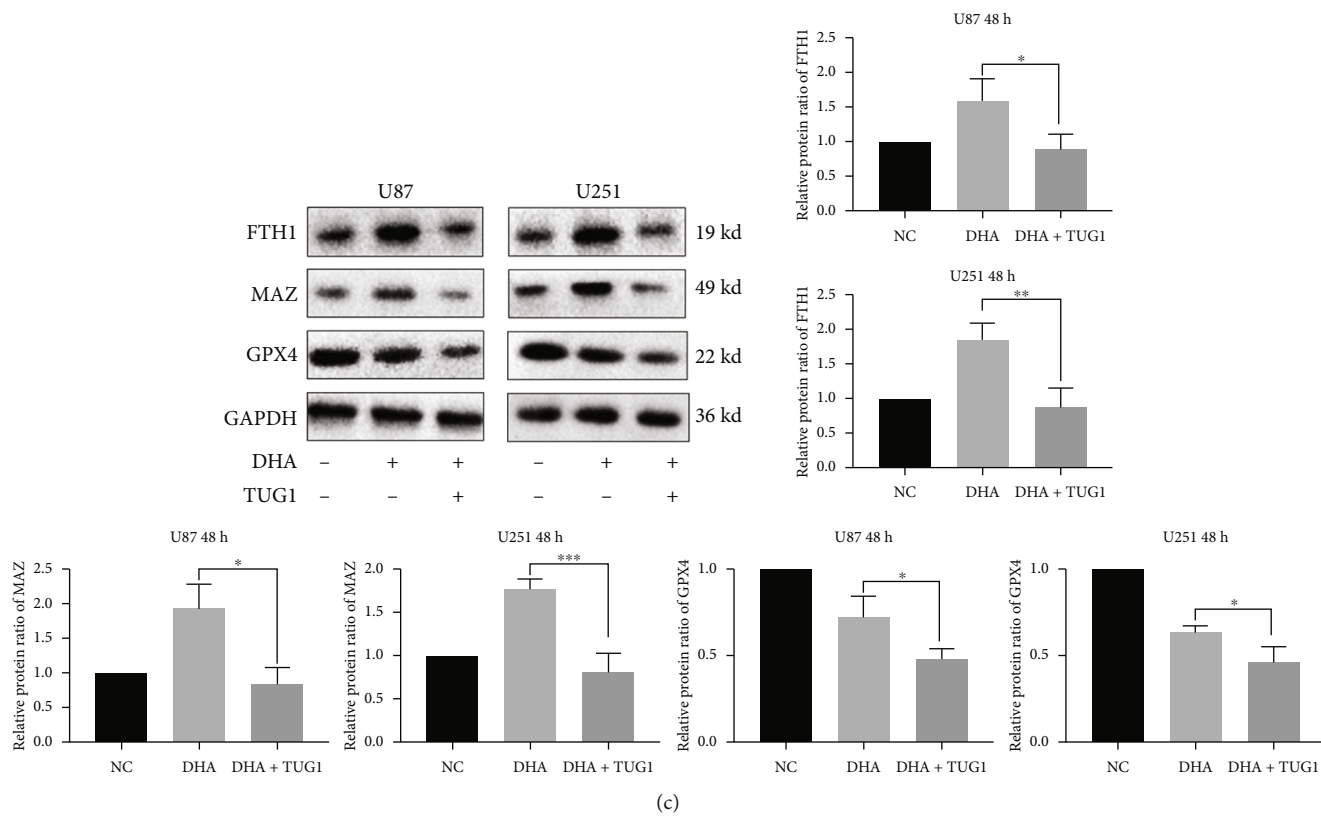 U87 U251
FTH1 19 kd
MAZ 49 kd
GPX4 22 kd
GAPDH 36 kd
DHA – + + – + +
TUG1 – – + – – +
U87 48 h
Relative protein ratio of FTH1
2.5
2.0
1.5
1.0
0.5
0.0
*
NC DHA DHA + TUG1
U251 48 h
Relative protein ratio of FTH1
2.5
2.0
1.5
1.0
0.5
0.0
**
NC DHA DHA + TUG1
U87 48 h
Relative protein ratio of MAZ
2.5
2.0
1.5
1.0
0.5
0.0
*
NC DHA DHA + TUG1
U251 48 h
Relative protein ratio of MAZ
2.0
1.5
1.0
0.5
0.0
***
NC DHA DHA + TUG1
U87 48 h
Relative protein ratio of GPX4
1.0
0.5
0.0
*
NC DHA DHA + TUG1
U251 48 h
Relative protein ratio of GPX4
1.0
0.5
0.0
*
NC DHA DHA + TUG1
(c)